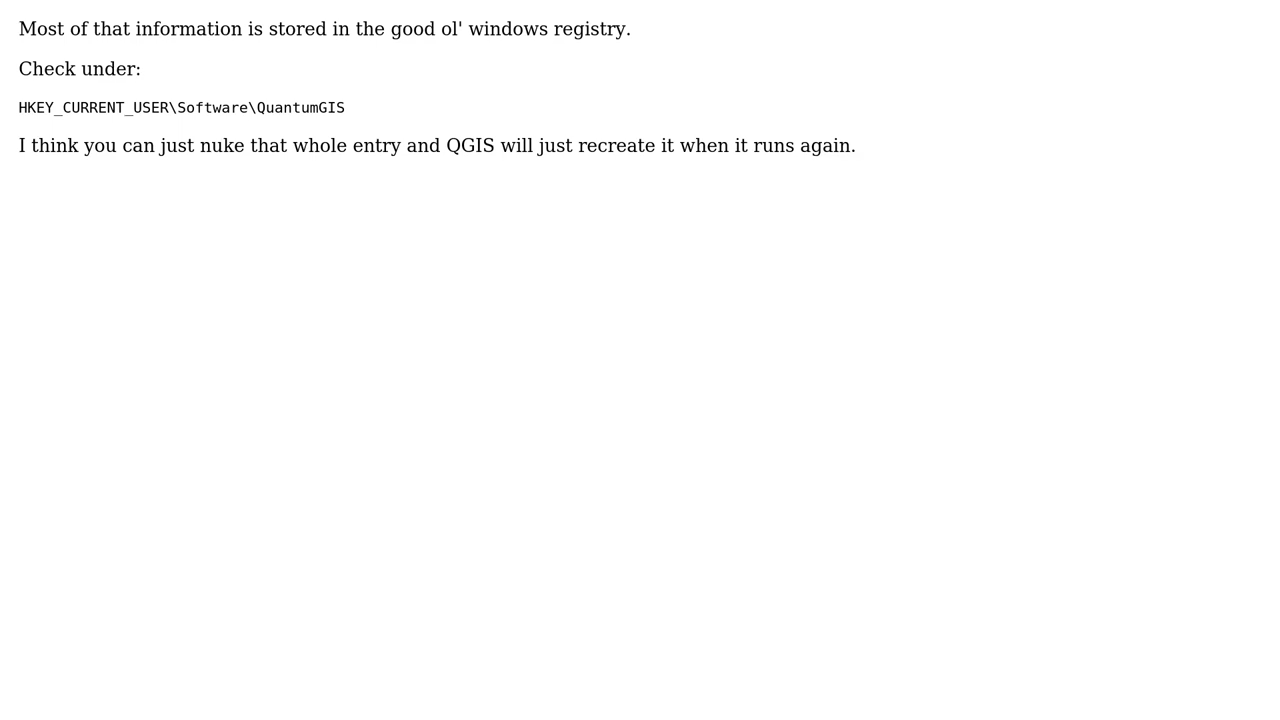 Most of that information is stored in the good ol' windows registry.
Check under:
HKEY_CURRENT_USER\Software\QuantumGIS
I think you can just nuke that whole entry and QGIS will just recreate it when it runs again.